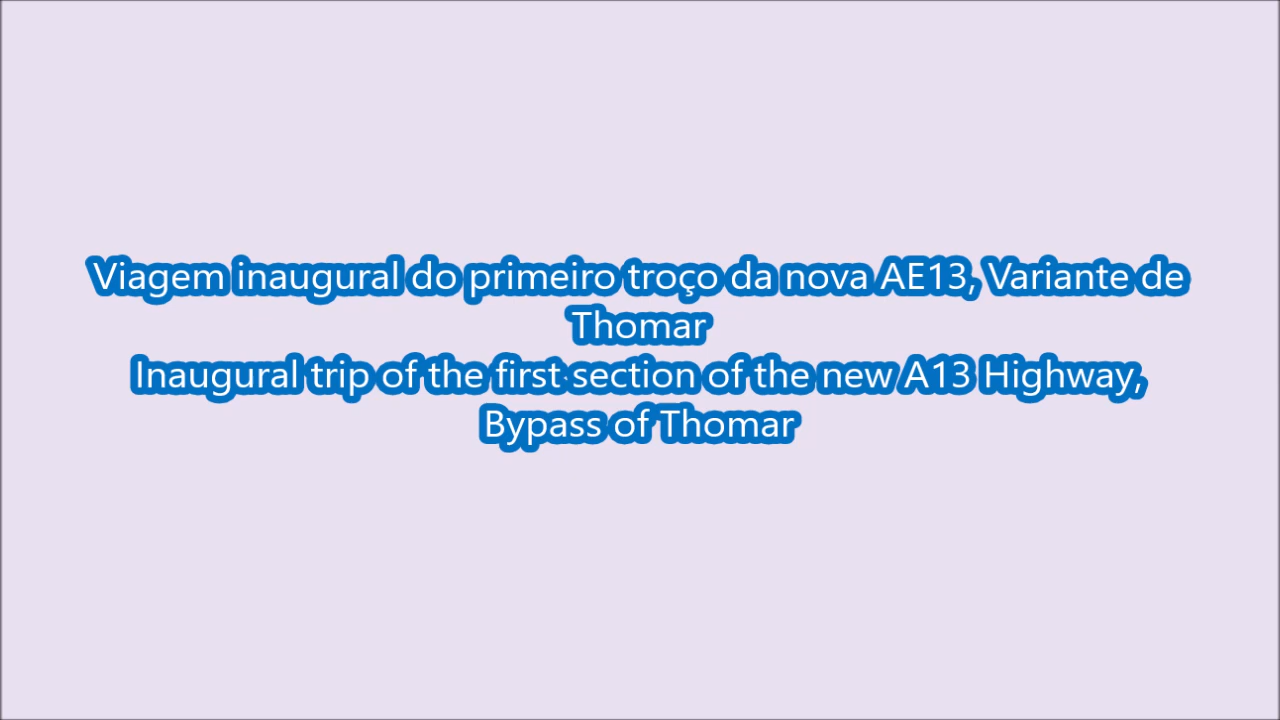 Viagem inaugural do primeiro troço da nova AE13, Variante de
Thomar
Inaugural trip of the first section of the new A13 Highway,
Bypass of Thomar